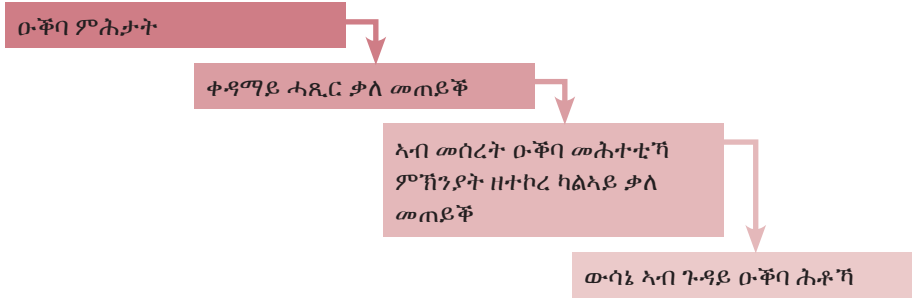 ዑቕባ ምሕታት
ቀዳማይ ሓጺር ቃለ መጠይቕ
ኣብ መሰረት ዑቕባ መሕተቲኻ
ምኽንያት ዘተኮረ ካልኣይ ቃለ
መጠይቕ
ውሳኔ ኣብ ጉዳይ ዑቕባ ሕቶኻ